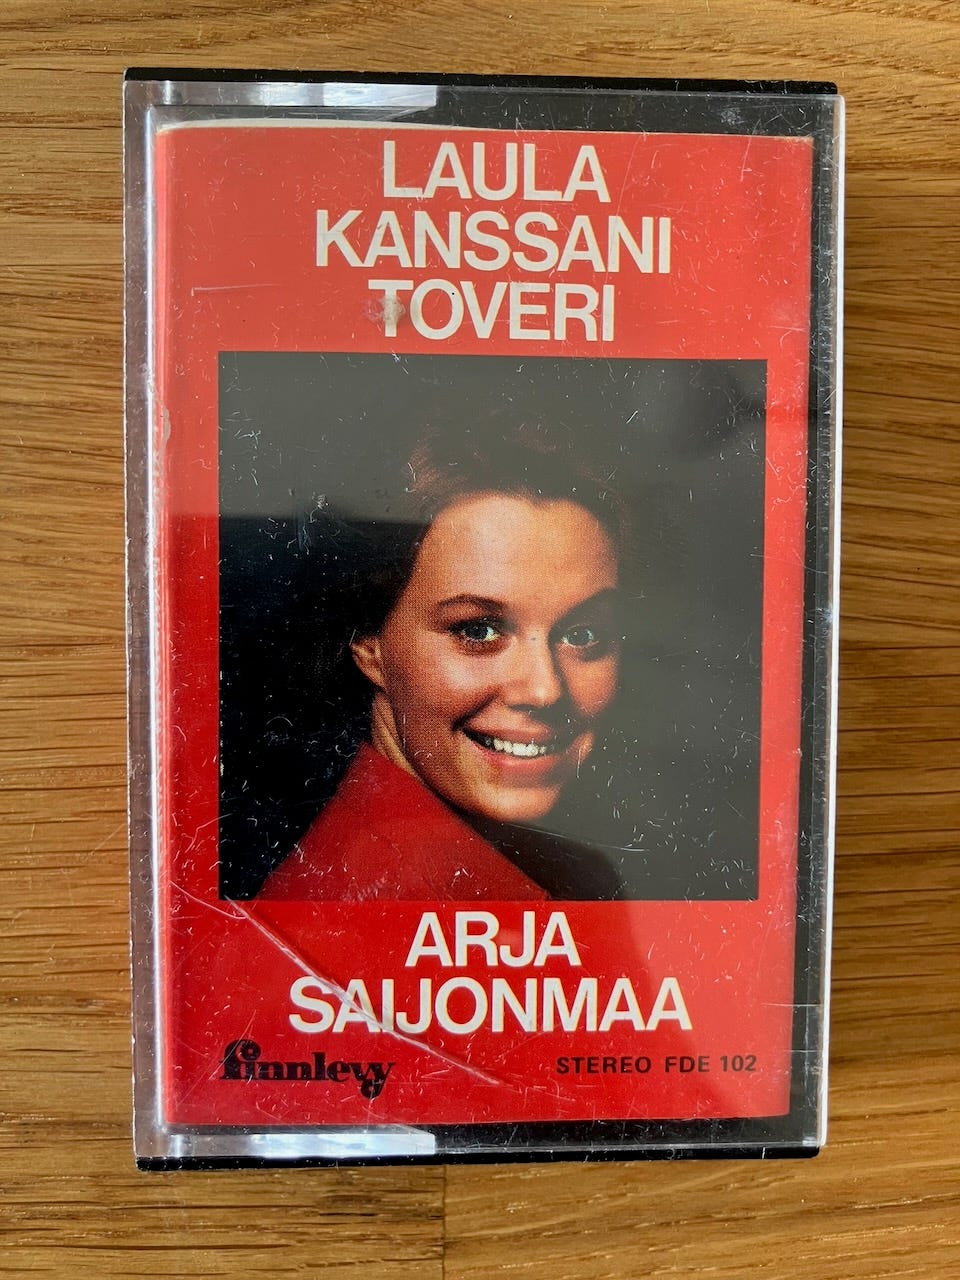 LAULA
KANSSANI
TOVERI
ARJA
SAIJONMAA
finnlevy
STEREO FDE 102